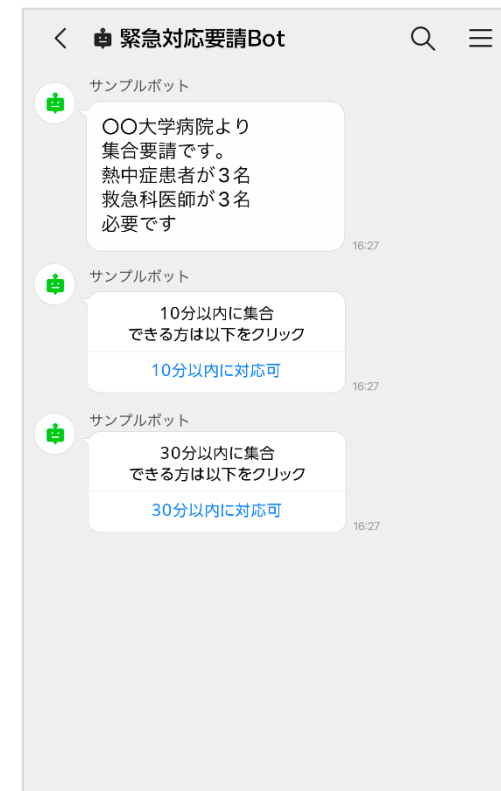 緊急対応要請Bot
サンプルボット
〇〇大学病院より
集合要請です。
熱中症患者が３名
救急科医師が３名
必要です
16:27
サンプルボット
10分以内に集合
できる方は以下をクリック
10分以内に対応可
16:27
サンプルボット
30分以内に集合
できる方は以下をクリック
30分以内に対応可
16:27